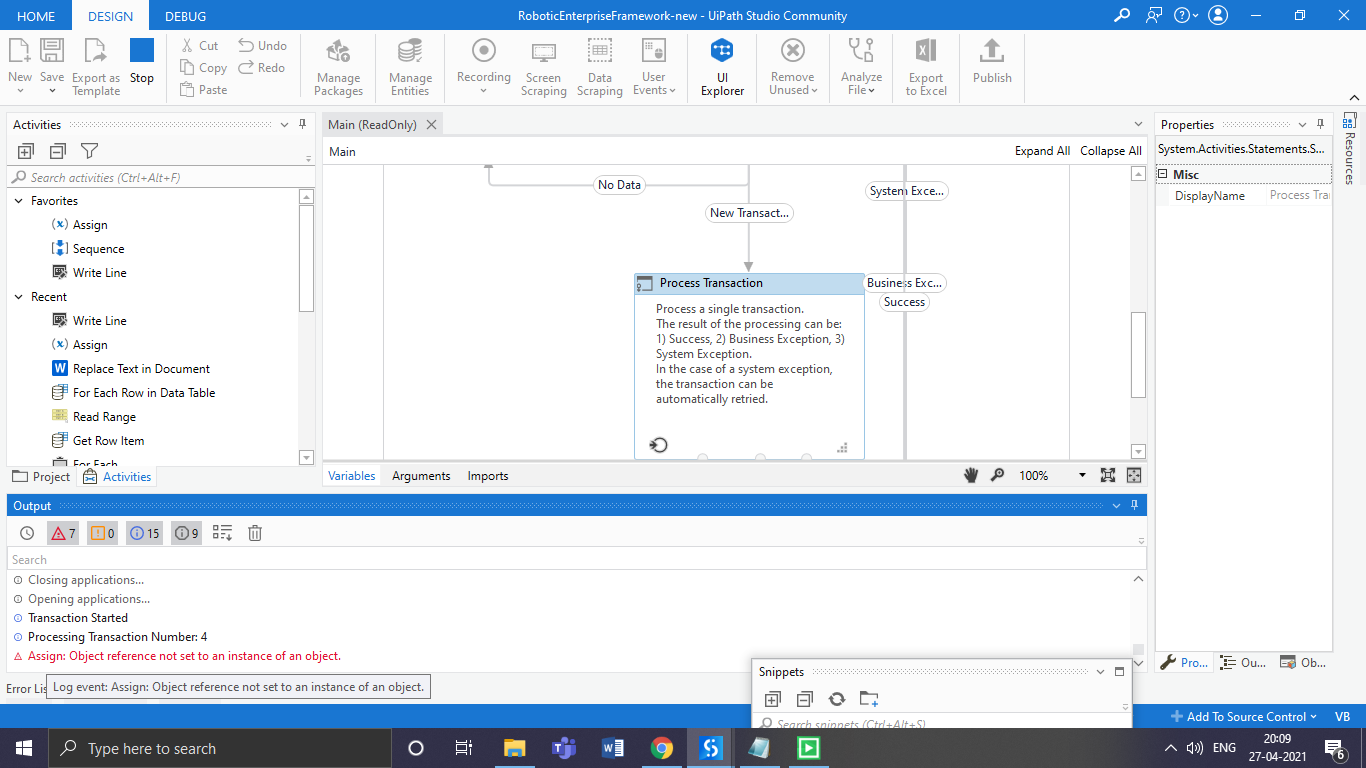 HOME DESIGN DEBUG RoboticEnterpriseFramework-new - UiPath Studio Community
New Save Export as Template Stop
Cut Undo
Copy Redo
Paste
Manage Packages
Manage Entities
Recording
Screen Scraping
Data Scraping
User Events
UI Explorer
Remove Unused
Analyze File
Export to Excel
Publish
Activities
Search activities (Ctrl+Alt+F)
Favorites
Assign
Sequence
Write Line
Recent
Write Line
Assign
Replace Text in Document
For Each Row in Data Table
Read Range
Get Row Item
For Each
Project Activities
Main (ReadOnly)
Main Expand All Collapse All
No Data
System Exce...
New Transact...
Process Transaction
Business Exc...
Success
Process a single transaction.
The result of the processing can be:
1) Success, 2) Business Exception, 3)
System Exception.
In the case of a system exception,
the transaction can be
automatically retried.
Variables Arguments Imports 100%
Properties
System.Activities.Statements.S...
Misc
DisplayName Process Tra
Resources
Pro... Ou... Ob...
Output
7 0 15 9
Search
Closing applications...
Opening applications...
Transaction Started
Processing Transaction Number: 4
Assign: Object reference not set to an instance of an object.
Error Lis
Log event: Assign: Object reference not set to an instance of an object.
Snippets
Search snippets (Ctrl+Alt+S)
Add To Source Control VB
Type here to search
ENG
20:09
27-04-2021
6